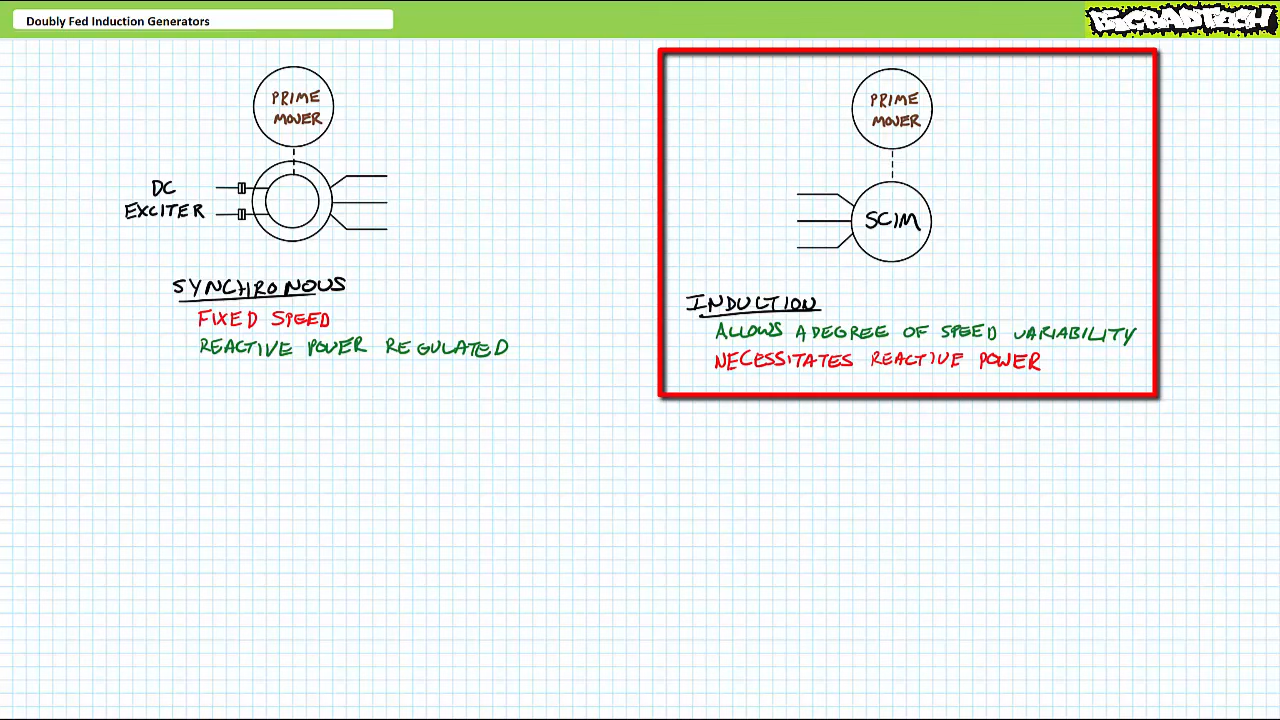 Doubly Fed Induction Generators
BIGBADTECH
PRIME
MOVER
DC
EXCITER
SYNCHRONOUS
FIXED SPEED
REACTIVE POWER REGULATED
PRIME
MOVER
SCIM
INDUCTION
ALLOWS A DEGREE OF SPEED VARIABILITY
NECESSITATES REACTIVE POWER